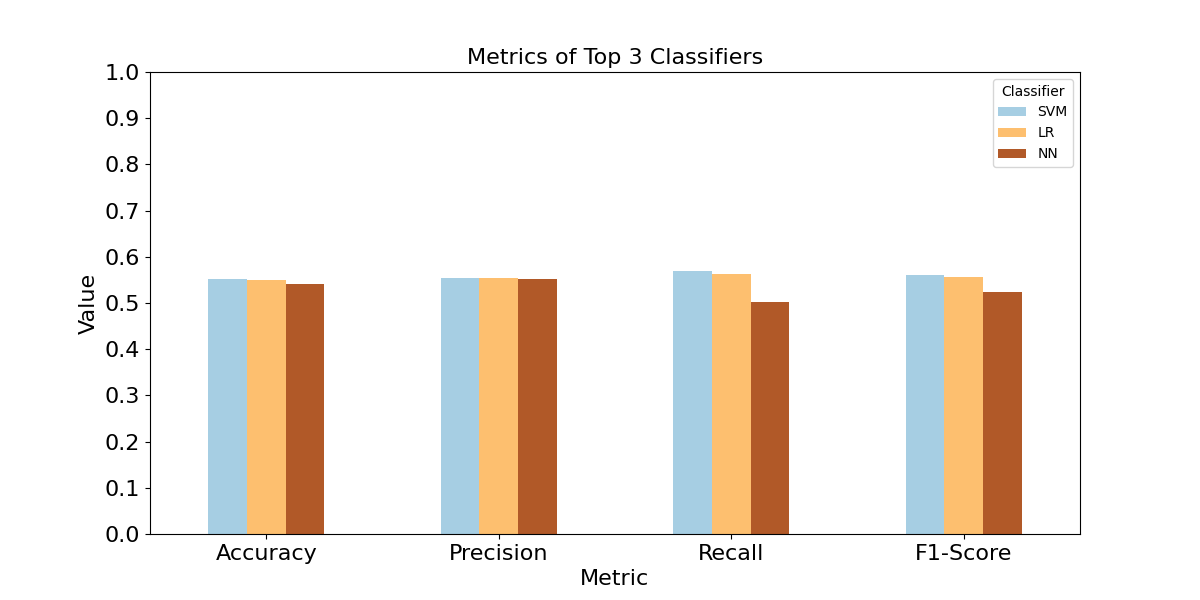 Metrics of Top 3 Classifiers
1.0
0.9
0.8
0.7
0.6
0.5
0.4
0.3
0.2
0.1
0.0
Value
Classifier
SVM
LR
NN
Accuracy Precision Recall F1-Score
Metric